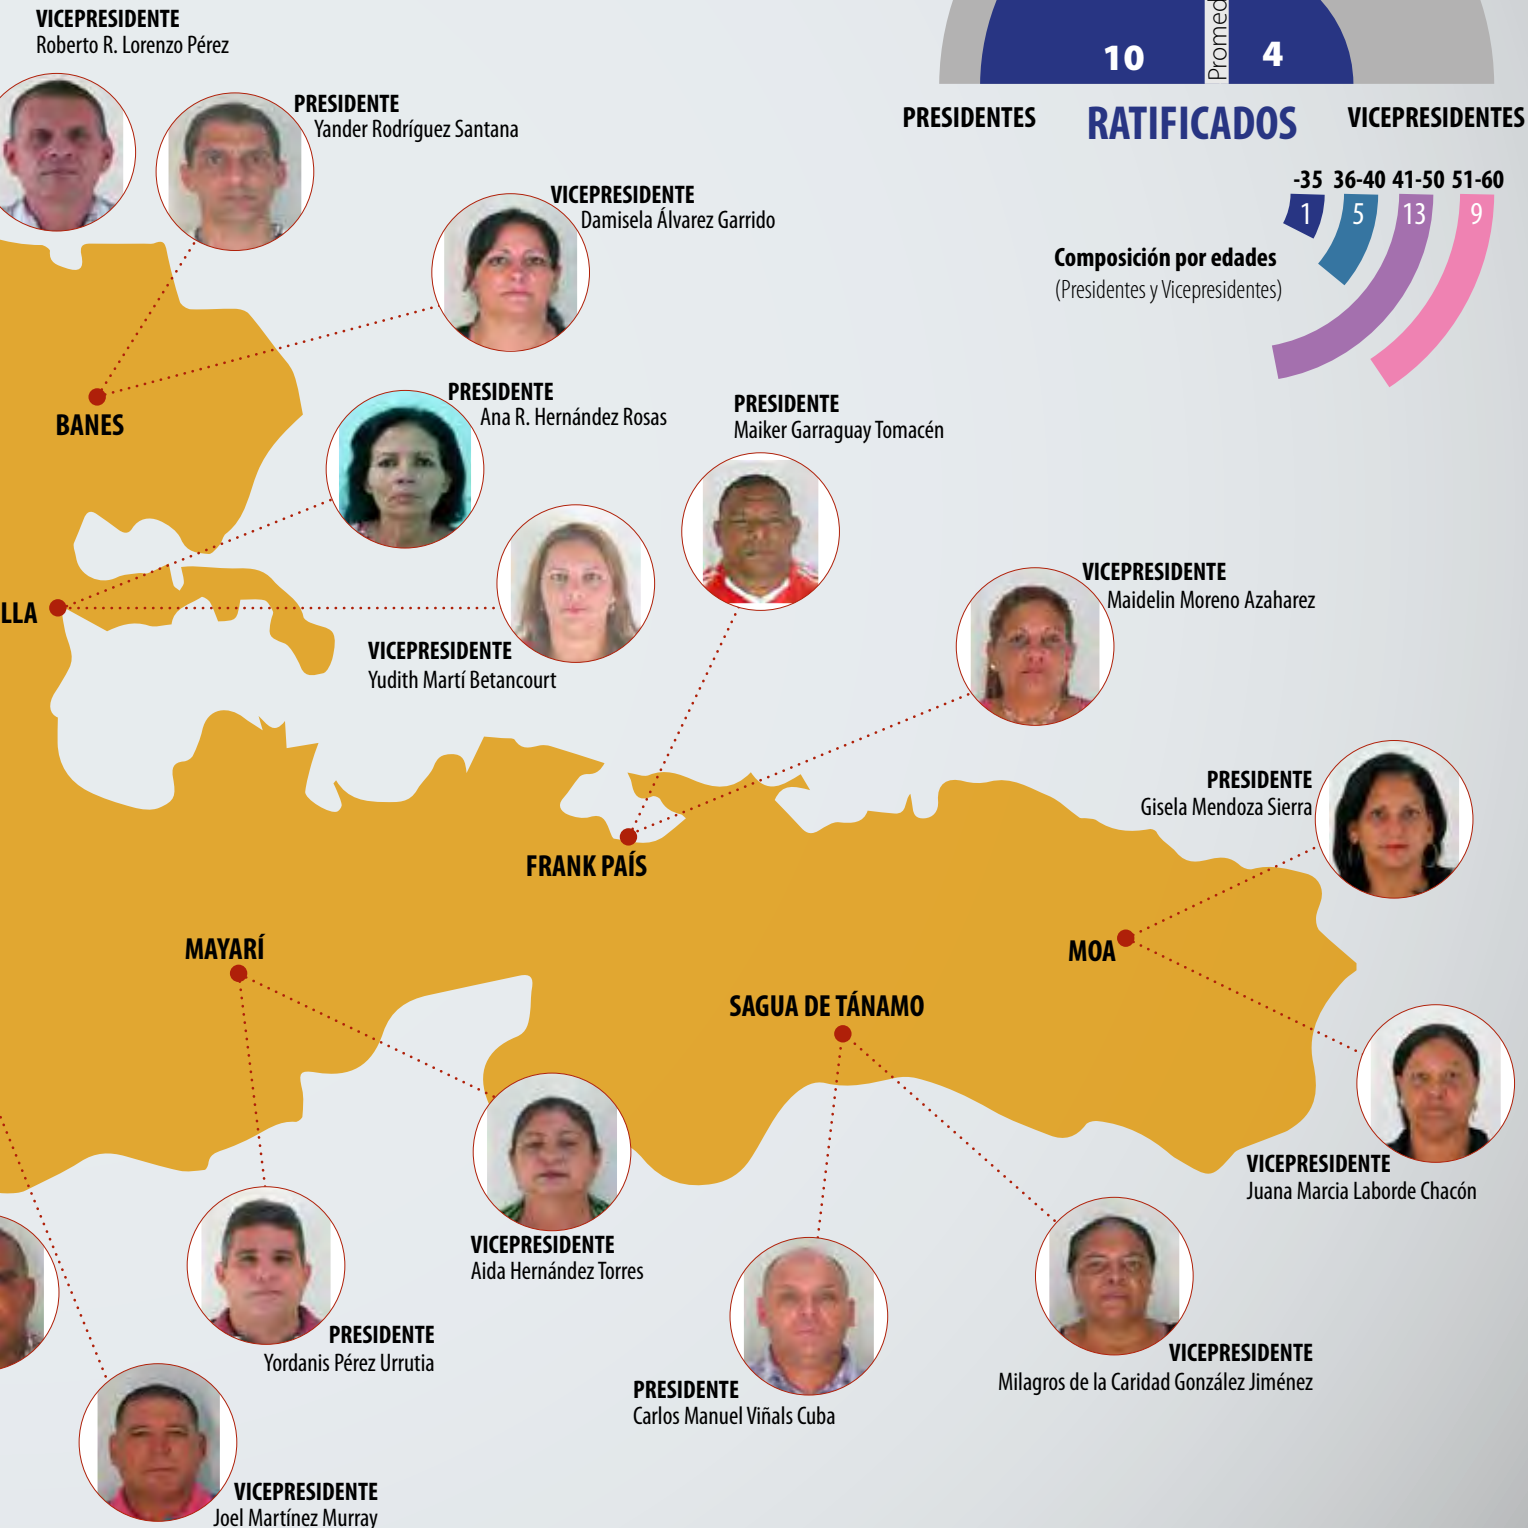 VICEPRESIDENTE
Roberto R. Lorenzo Pérez
PRESIDENTE
Yander Rodríguez Santana
VICEPRESIDENTE
Damisela Álvarez Garrido
BANES
10
Promed
4
PRESIDENTES
RATIFICADOS
VICEPRESIDENTES
-35 36-40 41-50 51-60
1 5 13 9
Composición por edades
(Presidentes y Vicepresidentes)
PRESIDENTE
Ana R. Hernández Rosas
PRESIDENTE
Maiker Garraguay Tomacén
LLA
VICEPRESIDENTE
Yudith Martí Betancourt
VICEPRESIDENTE
Maidelin Moreno Azaharez
FRANK PAÍS
PRESIDENTE
Gisela Mendoza Sierra
MAYARÍ
MOA
SAGUA DE TÁNAMO
VICEPRESIDENTE
Juana Marcia Laborde Chacón
VICEPRESIDENTE
Aida Hernández Torres
PRESIDENTE
Yordanis Pérez Urrutia
VICEPRESIDENTE
Milagros de la Caridad González Jiménez
PRESIDENTE
Carlos Manuel Viñals Cuba
VICEPRESIDENTE
Joel Martínez Murray